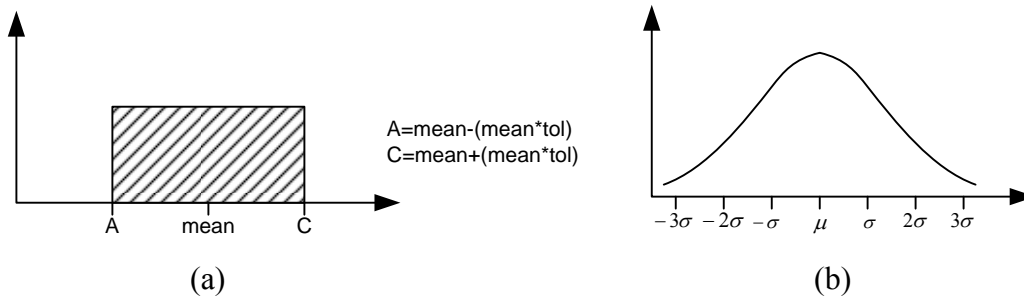 A=mean-(mean*tol)
C=mean+(mean*tol)
A mean C
−3σ −2σ −σ μ σ 2σ 3σ
(a) (b)